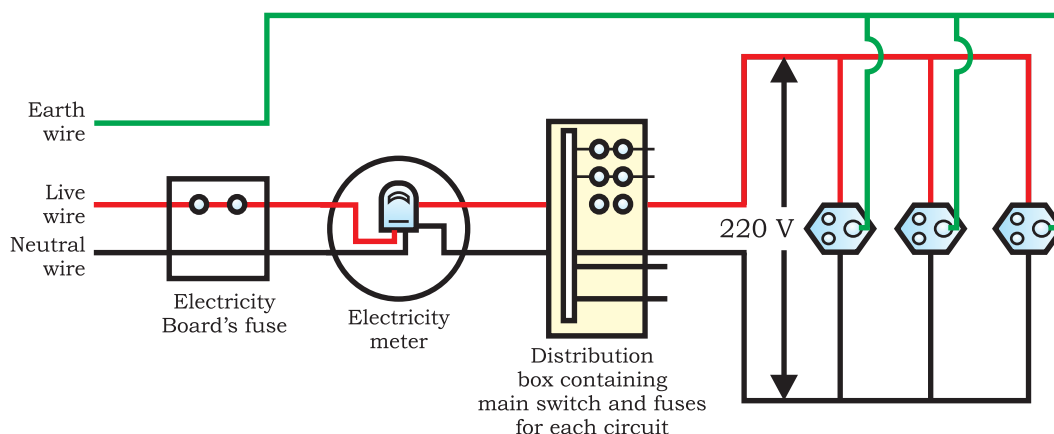 Earth
wire
Live
wire
Neutral
wire
Electricity
Board's fuse
Electricity
meter
Distribution
box containing
main switch and fuses
for each circuit
220 V